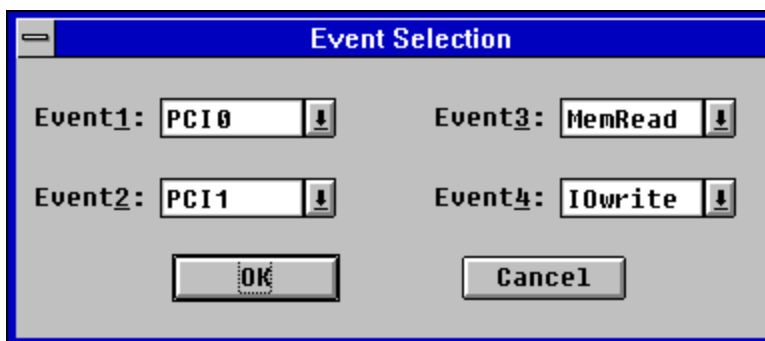 Event Selection
Event1: PCI0 Event3: MemRead
Event2: PCI1 Event4: IOwrite
OK Cancel